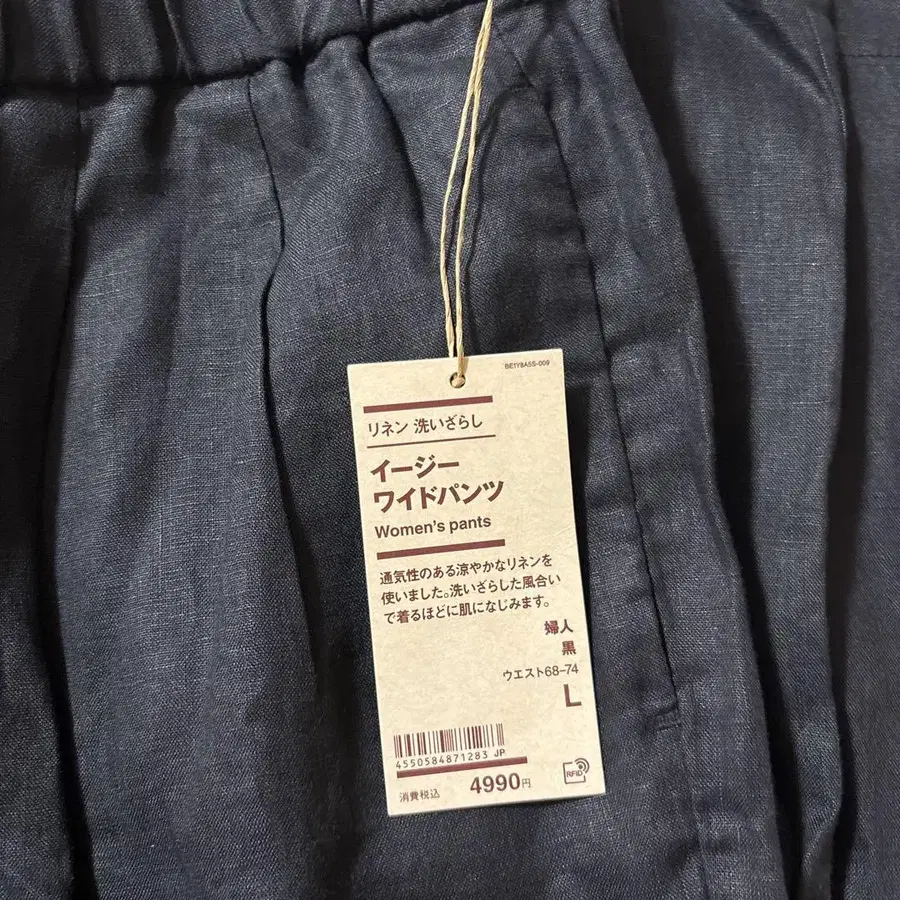 BE1Y8A5S-009
リネン 洗いざらし
イージー
ワイドパンツ
Women's pants
通気性のある涼やかなリネンを
使いました。洗いざらした風合い
で着るほどに肌になじみます。
婦人
黒
ウエスト68-74
L
4550584871283 JP
消費税込 4990円
RFID